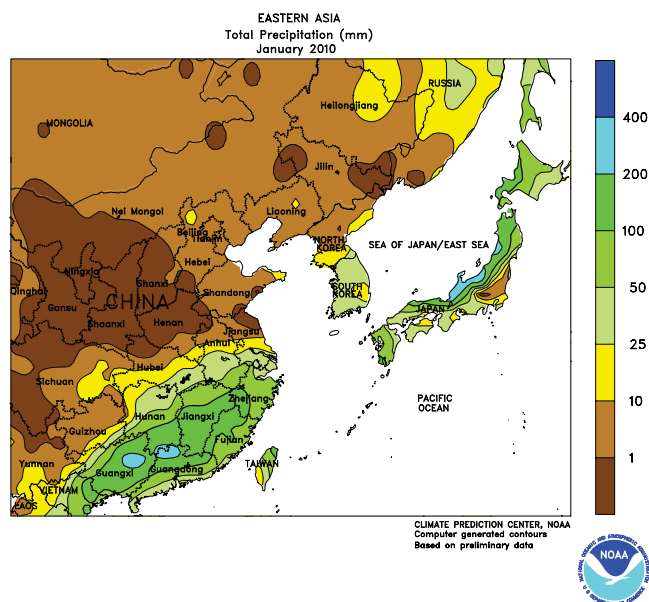 EASTERN ASIA
Total Precipitation (mm)
January 2010
RUSSIA
Heilongjiang
MONGOLIA
Jilin
Nei Mongol
Liaoning
Beijing
Tianjin
NORTH
KOREA
SEA OF JAPAN/EAST SEA
Hebei
Ningxia
Shanxi
Qinghai
CHINA
Shandong
SOUTH
KOREA
Gansu
JAPAN
Shaanxi
Henan
Jiangsu
Anhui
Hubei
Sichuan
Zhejiang
PACIFIC
OCEAN
Hunan
Jiangxi
Guizhou
Fujian
Yunnan
Guangxi
Guangdong
TAIWAN
VIETNAM
LAOS
400
200
100
50
25
10
1
CLIMATE PREDICTION CENTER, NOAA
Computer generated contours
Based on preliminary data
NOAA